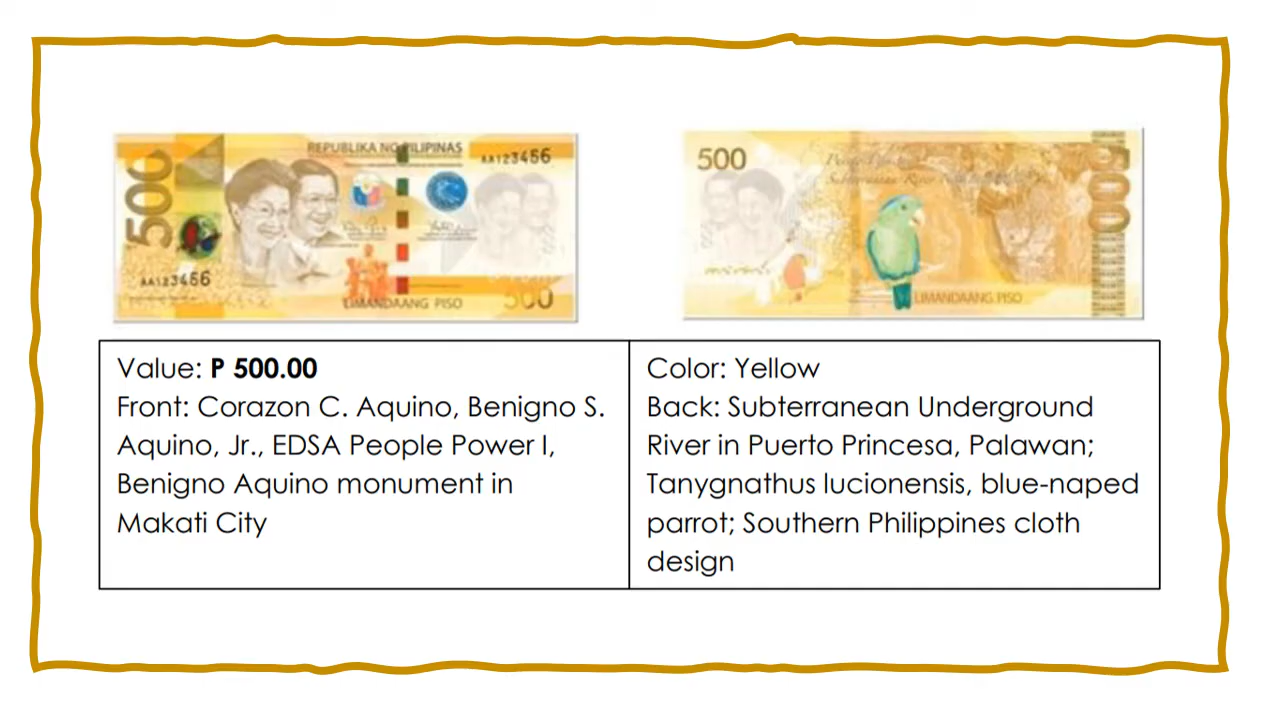 REPUBLIKA NG PILIPINAS
AA123456
500
AA123456
LIMANDAANG PISO
500
500
Subterranean River
500
LIMANDAANG PISO
Value: P 500.00
Front: Corazon C. Aquino, Benigno S.
Aquino, Jr., EDSA People Power I,
Benigno Aquino monument in
Makati City
Color: Yellow
Back: Subterranean Underground
River in Puerto Princesa, Palawan;
Tanygnathus lucionensis, blue-naped
parrot; Southern Philippines cloth
design